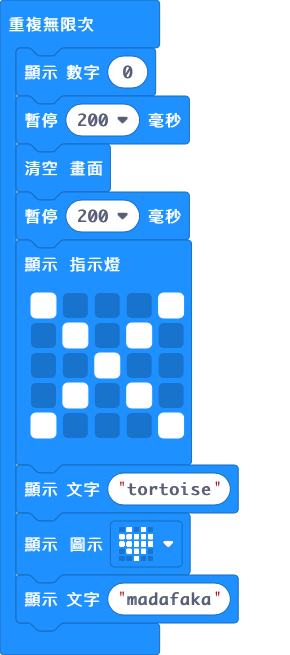 重複無限次
顯示 數字 0
暫停 200 毫秒
清空 畫面
暫停 200 毫秒
顯示 指示燈
顯示 文字 "tortoise"
顯示 圖示
顯示 文字 "madafaka"